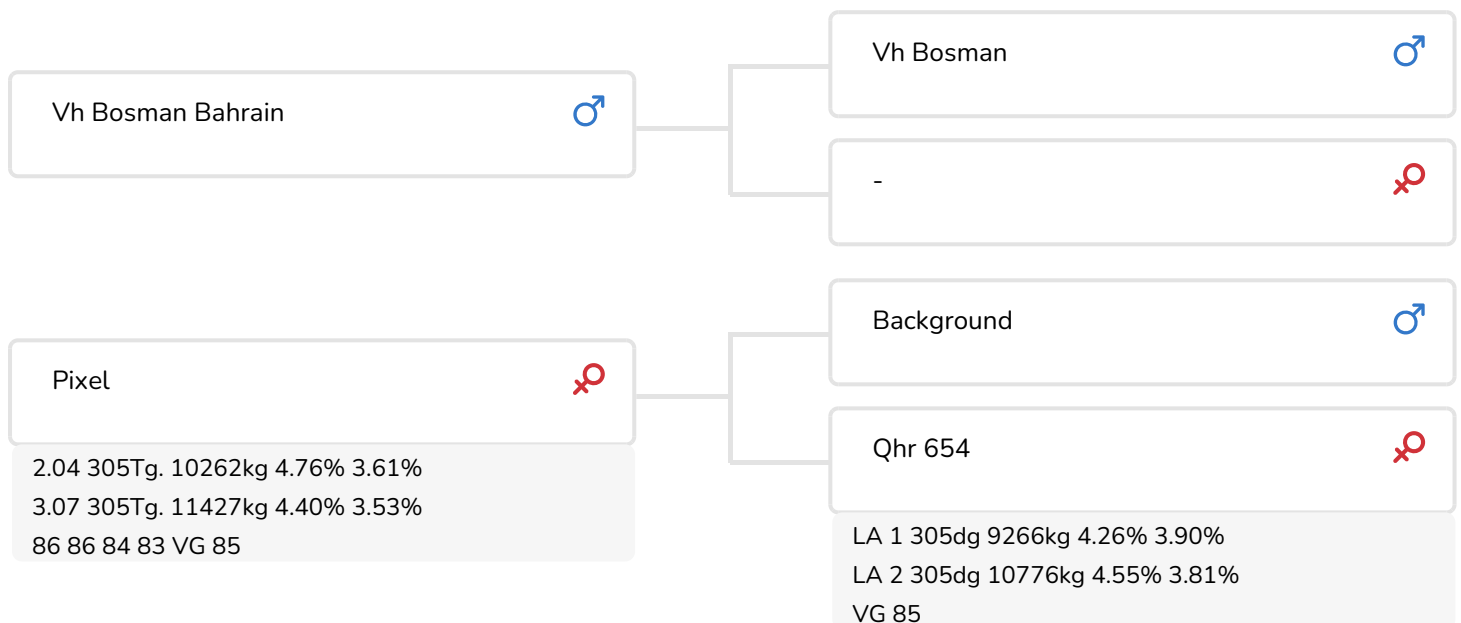 Vh Bosman
Vh Bosman Bahrain
-
Background
Pixel
Qhr 654
2.04 305Tg. 10262kg 4.76% 3.61%
3.07 305Tg. 11427kg 4.40% 3.53%
86 86 84 83 VG 85
LA 1 305dg 9266kg 4.26% 3.90%
LA 2 305dg 10776kg 4.55% 3.81%
VG 85